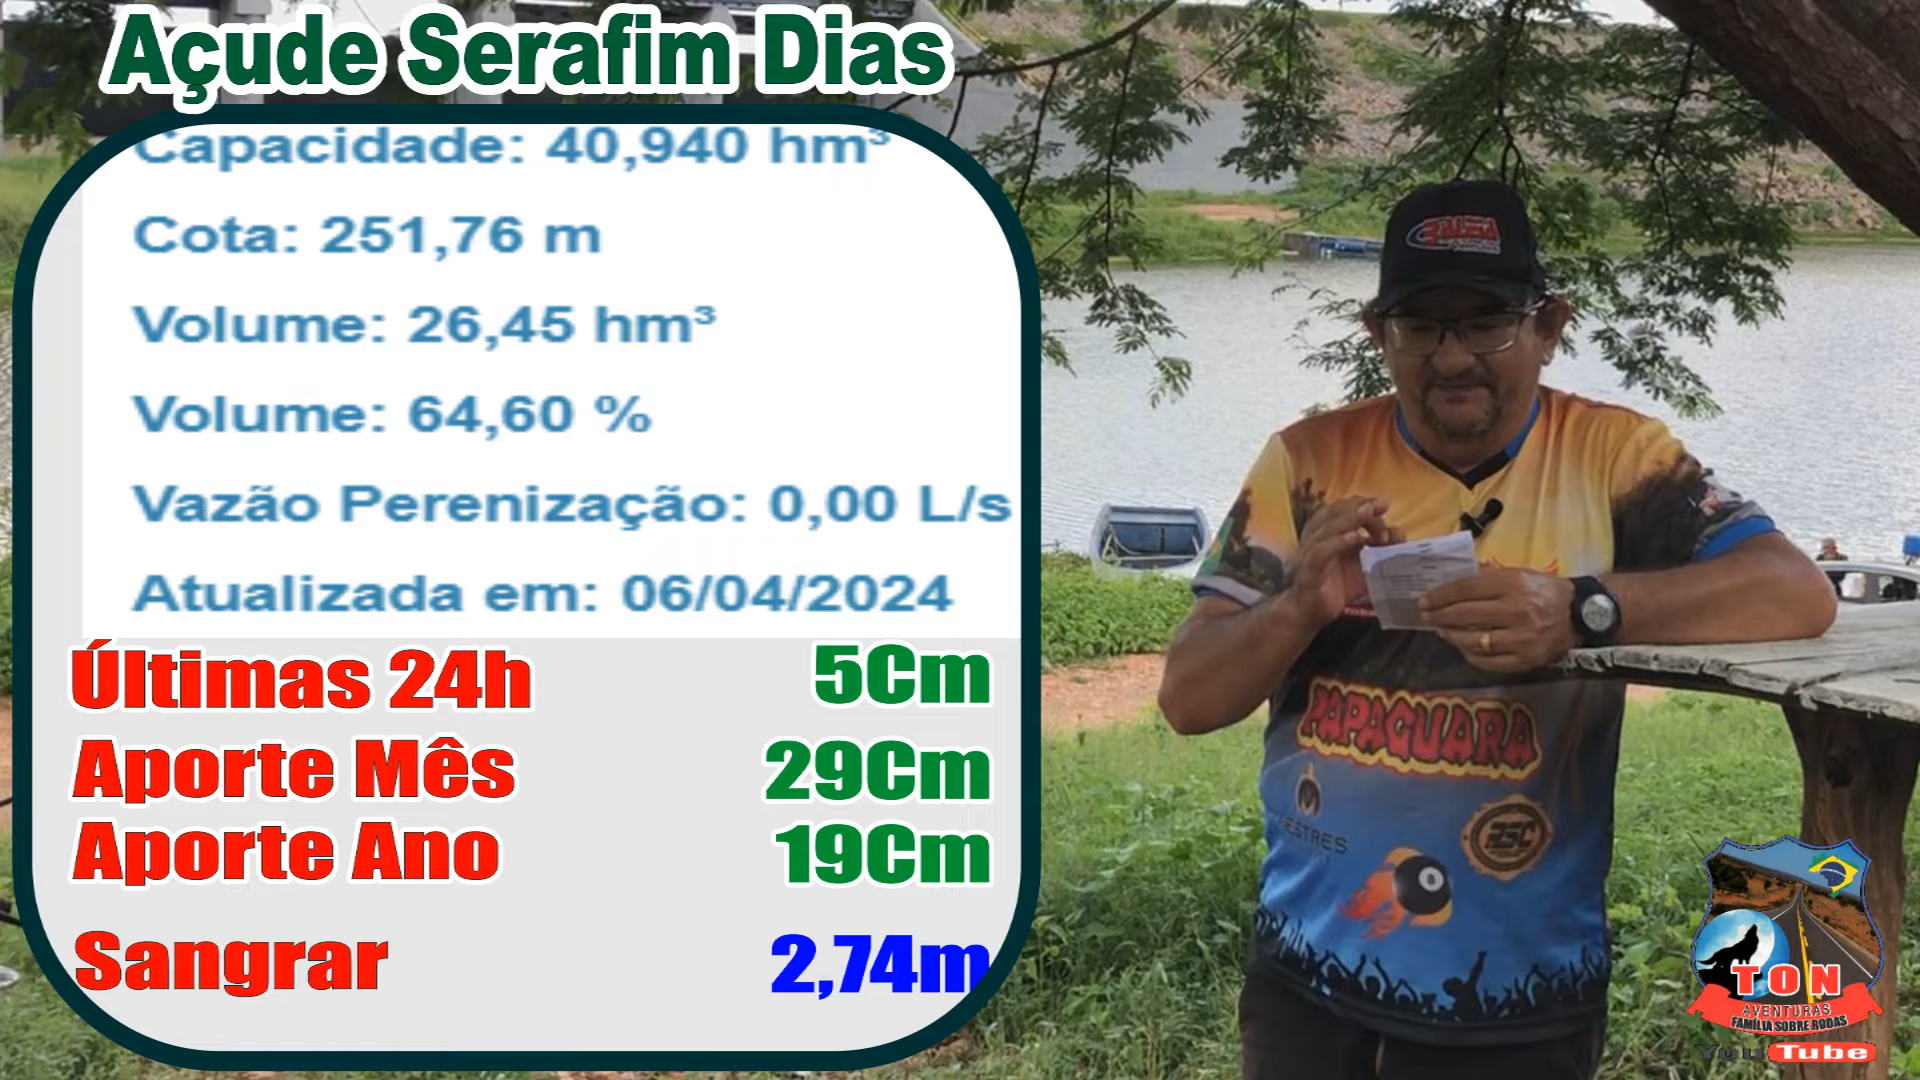 Açude Serafim Dias
Capacidade: 40,940 hm³
Cota: 251,76 m
Volume: 26,45 hm³
Volume: 64,60 %
Vazão Perenização: 0,00 L/s
Atualizada em: 06/04/2024
Últimas 24h 5Cm
Aporte Mês 29Cm
Aporte Ano 19Cm
Sangrar 2,74m
PAPAGUARA
8
TON
AVENTURAS
FAMÍLIA SOBRE RODAS
YouTube